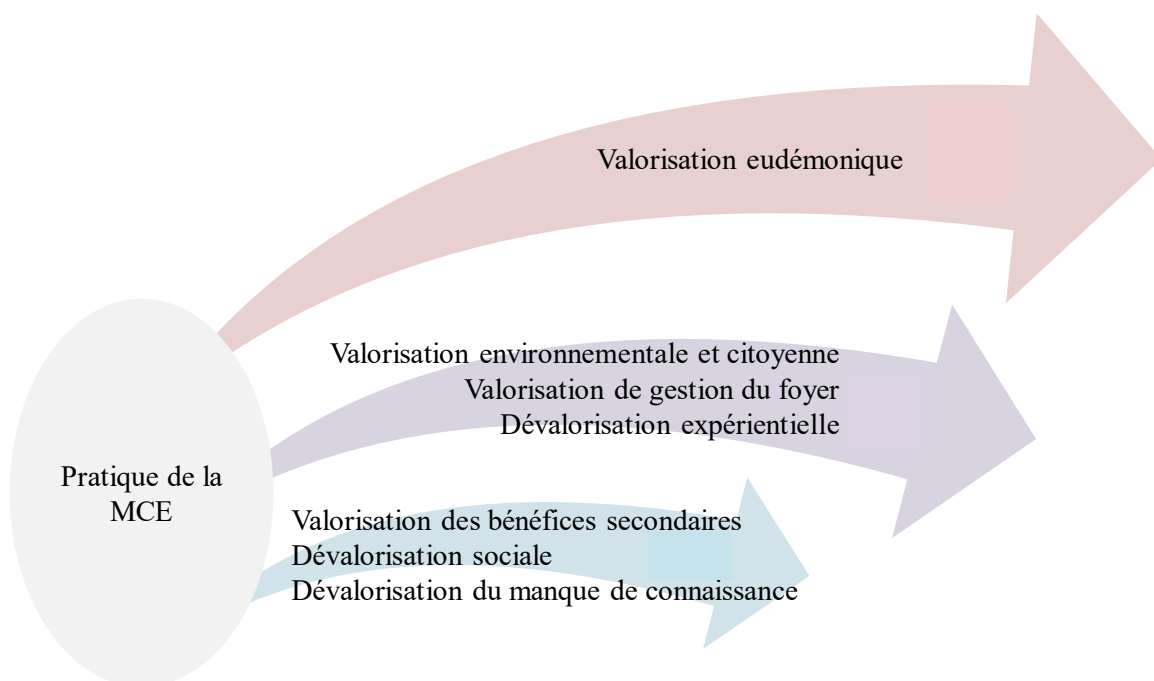 Valorisation eudémonique
Valorisation environnementale et citoyenne
Valorisation de gestion du foyer
Dévalorisation expérientielle
Pratique de la
MCE
Valorisation des bénéfices secondaires
Dévalorisation sociale
Dévalorisation du manque de connaissance